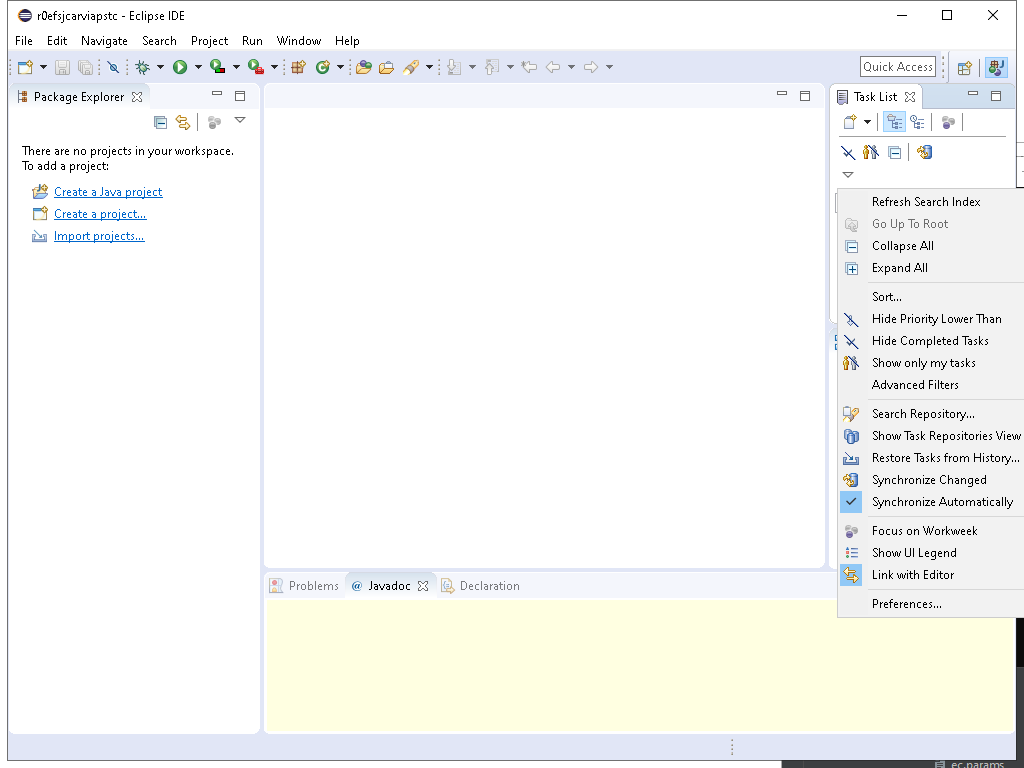 r0efsjcarviapstc - Eclipse IDE
File Edit Navigate Search Project Run Window Help
Quick Access
Package Explorer
Task List
There are no projects in your workspace.
To add a project:
Create a Java project
Create a project...
Import projects...
Refresh Search Index
Go Up To Root
Collapse All
Expand All
Sort...
Hide Priority Lower Than
Hide Completed Tasks
Show only my tasks
Advanced Filters
Search Repository...
Show Task Repositories View
Restore Tasks from History...
Synchronize Changed
Synchronize Automatically
Focus on Workweek
Show UI Legend
Link with Editor
Preferences...
Problems @ Javadoc Declaration
ec.params